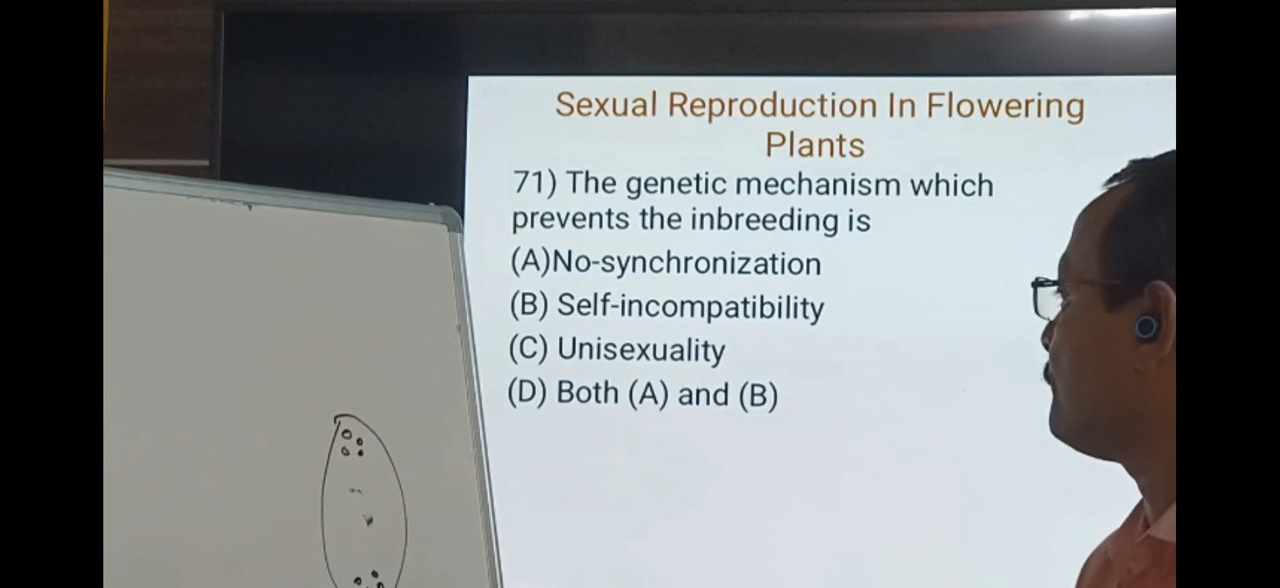 Sexual Reproduction In Flowering
Plants
71) The genetic mechanism which
prevents the inbreeding is
(A)No-synchronization
(B) Self-incompatibility
(C) Unisexuality
(D) Both (A) and (B)